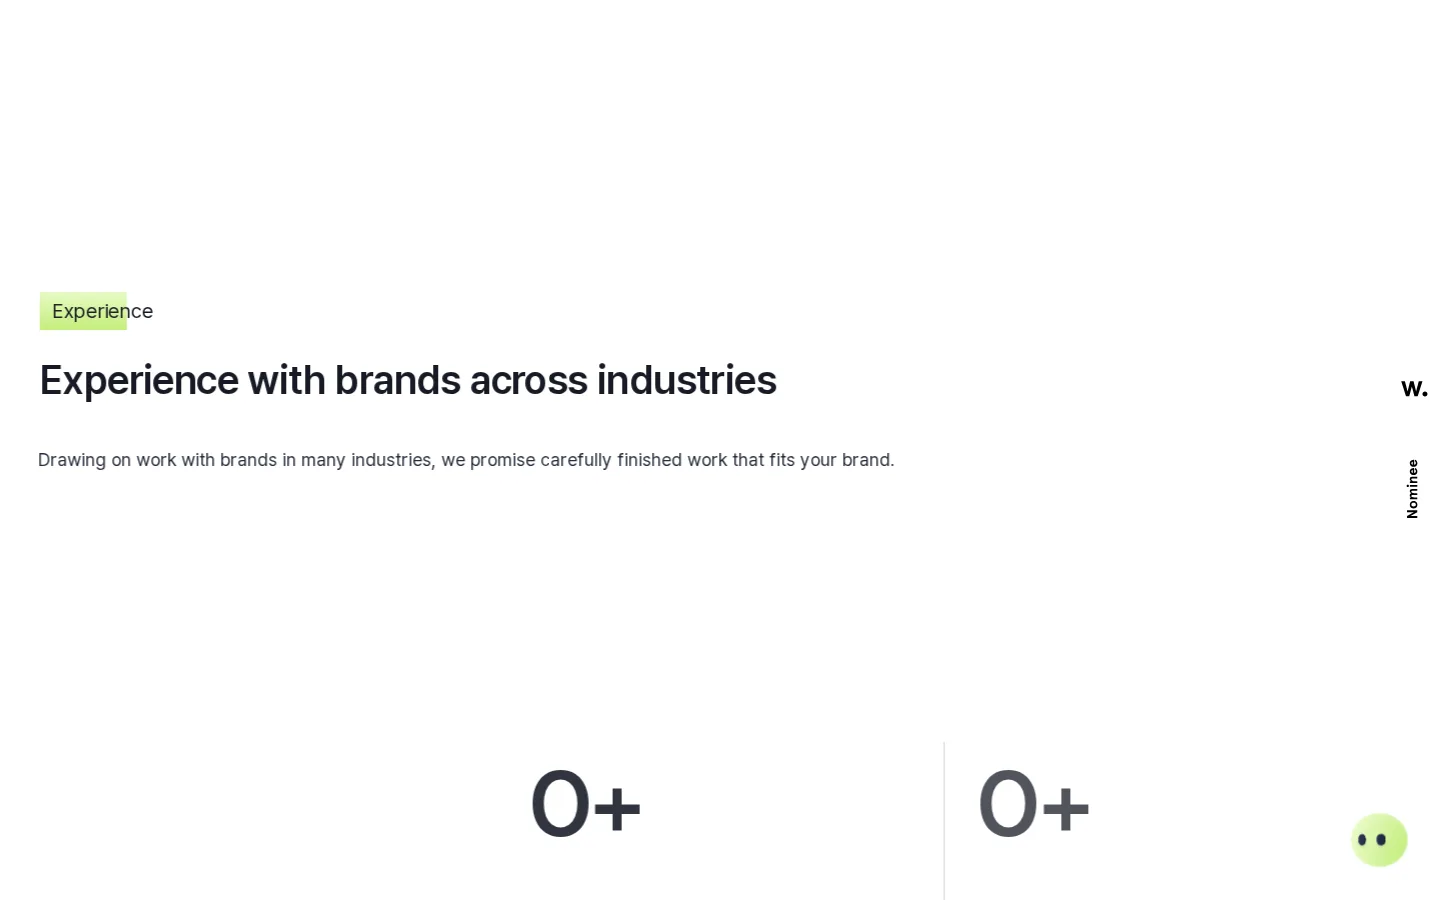 Experience
Experience with brands across industries
Drawing on work with brands in many industries, we promise carefully finished work that fits your brand.
W.
Nominee
0+
0+